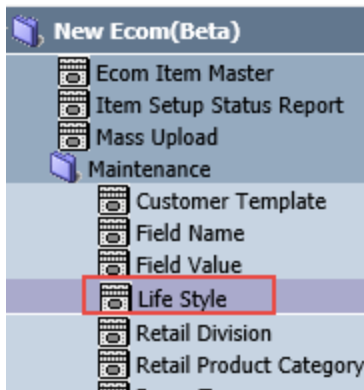 New Ecom(Beta)
Ecom Item Master
Item Setup Status Report
Mass Upload
Maintenance
Customer Template
Field Name
Field Value
Life Style
Retail Division
Retail Product Category